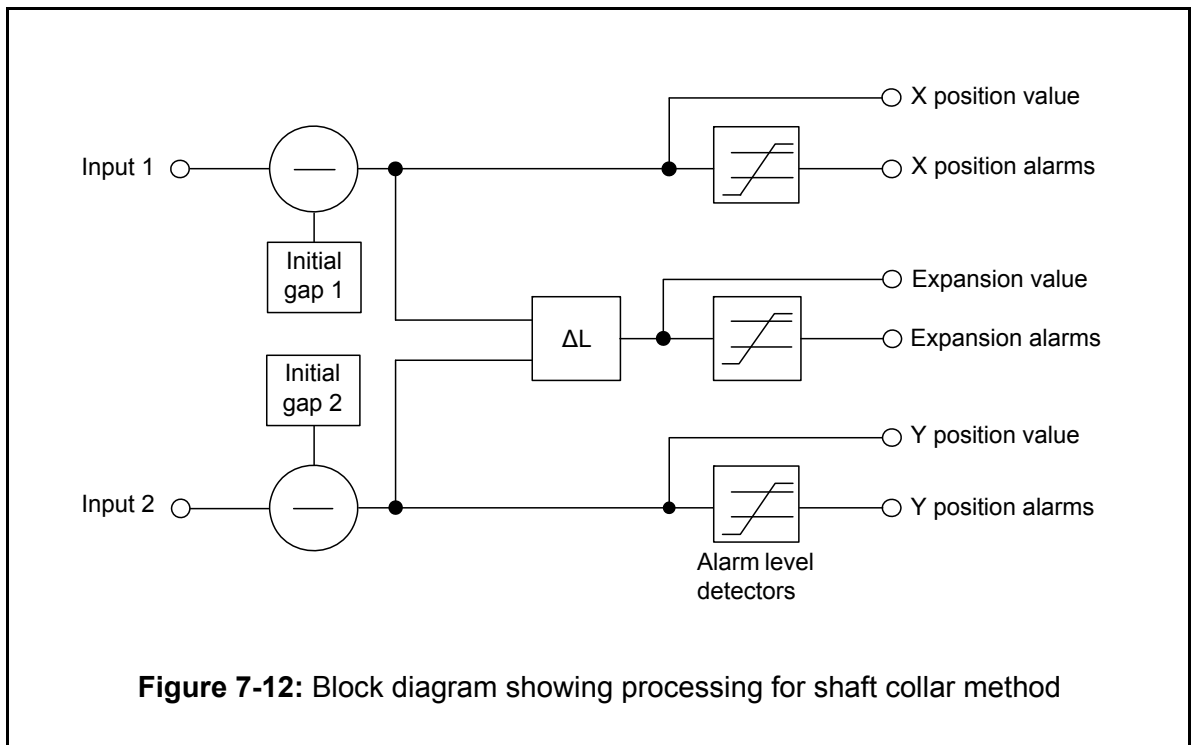 X position value
Input 1
X position alarms
Initial
gap 1
Expansion value
ΔL
Expansion alarms
Initial
gap 2
Y position value
Input 2
Y position alarms
Alarm level
detectors
Figure 7-12: Block diagram showing processing for shaft collar method